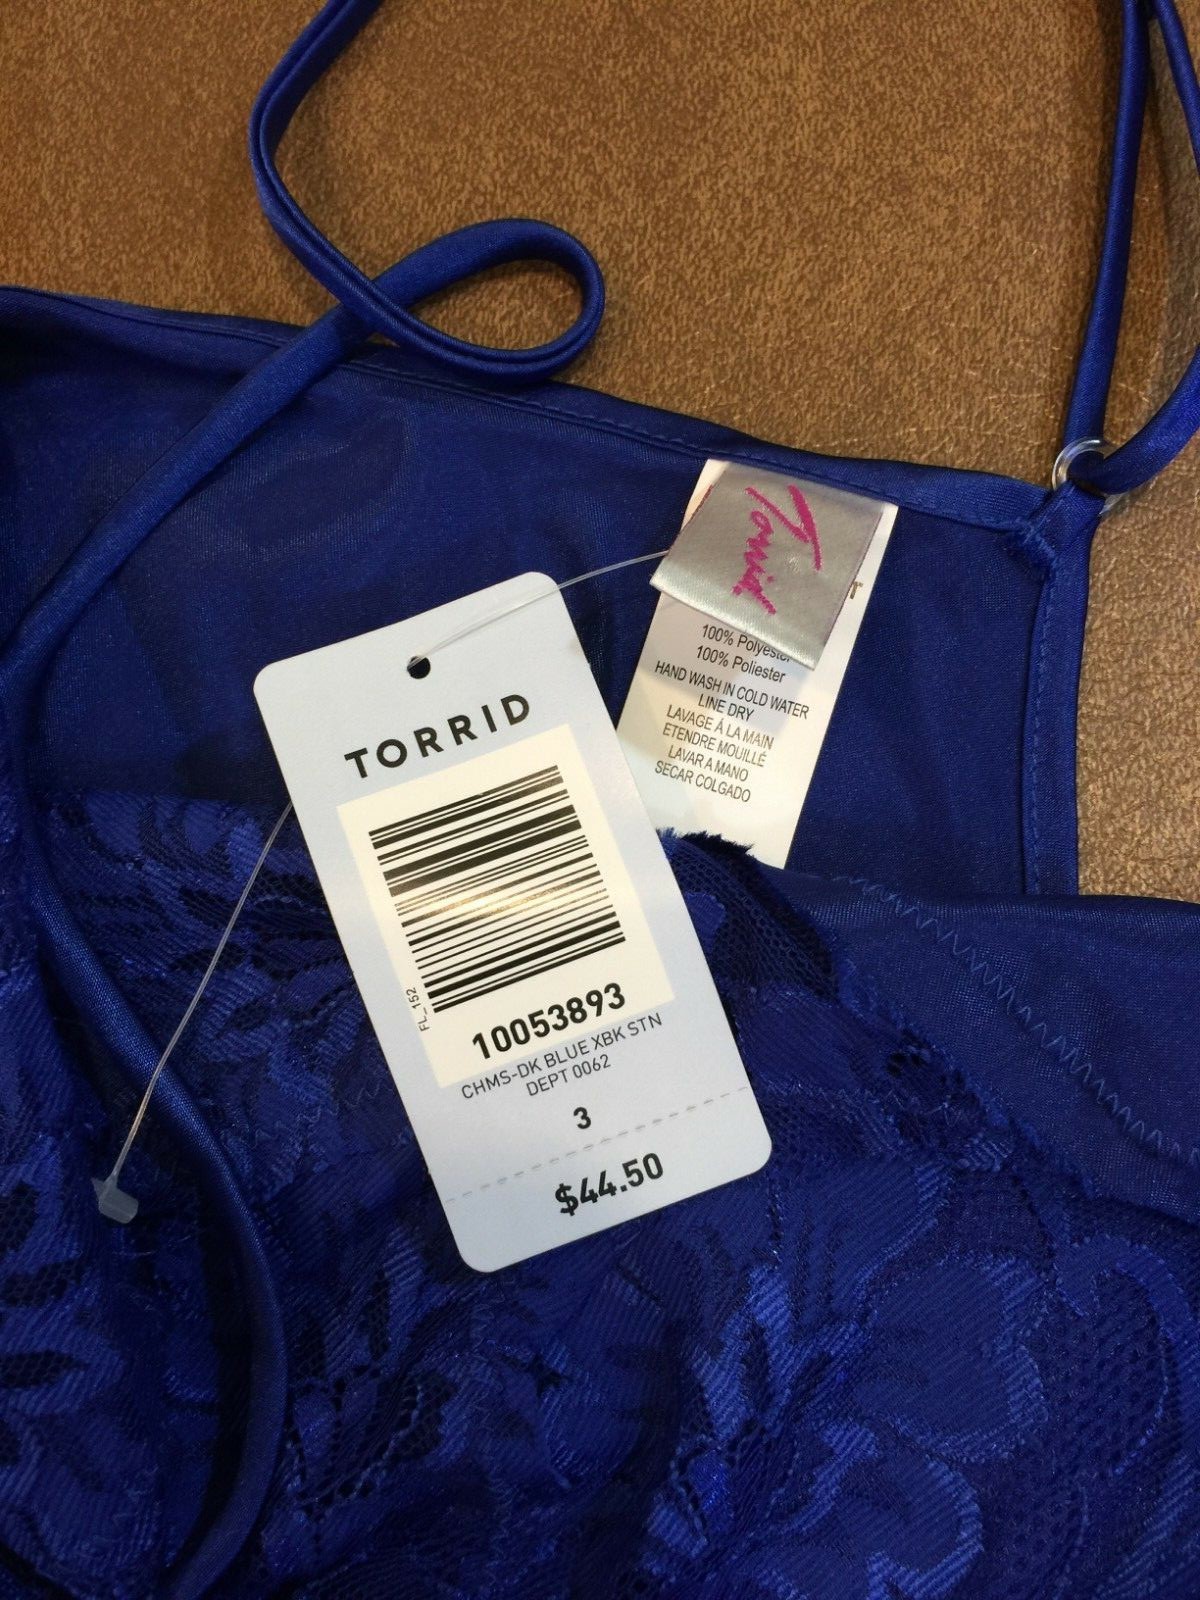 Torrid
100% Polyester
100% Poliester
HAND WASH IN COLD WATER
LINE DRY
LAVAGE À LA MAIN
ETENDRE MOUILLÉ
LAVAR A MANO
SECAR COLGADO
TORRID
FL_152
10053893
CHMS-DK BLUE XBK STN
DEPT 0062
3
$44.50